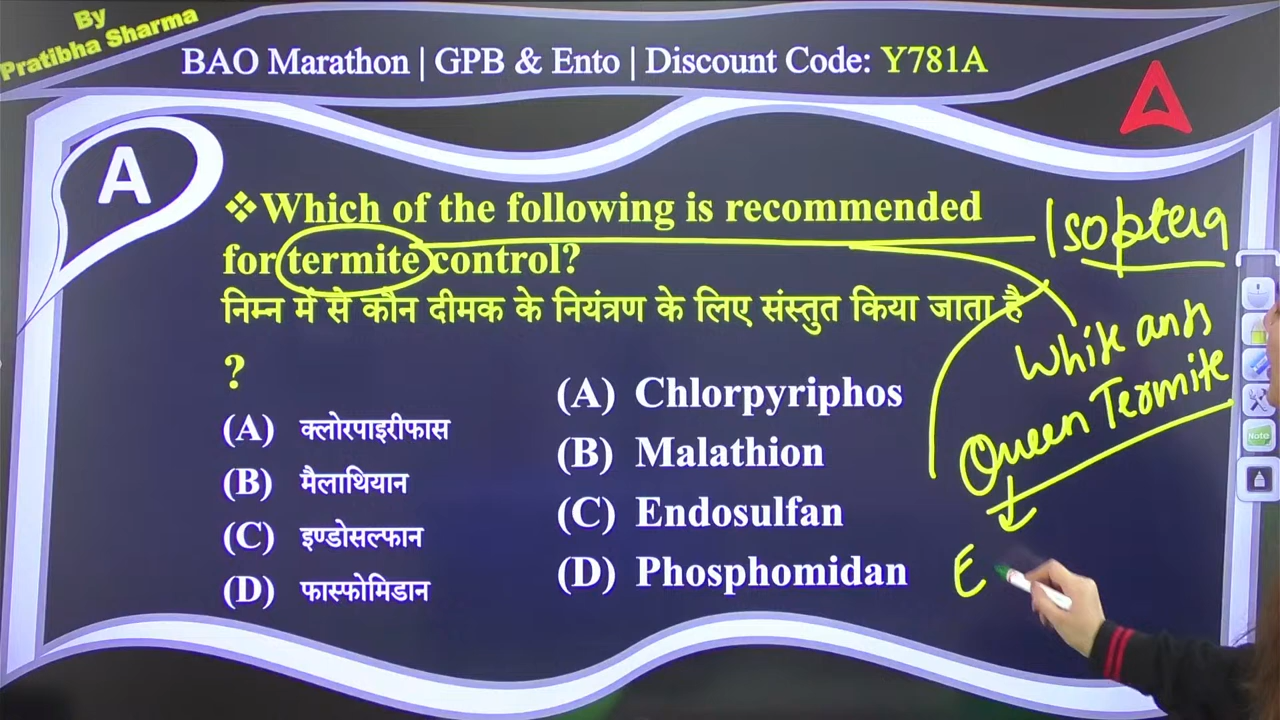 By
Pratibha Sharma
BAO Marathon | GPB & Ento | Discount Code: Y781A
A
❖Which of the following is recommended
for termite control?
निम्न में से कौन दीमक के नियंत्रण के लिए संस्तुत किया जाता है
?
(A) क्लोरपाइरीफास
(B) मैलाथियान
(C) इण्डोसल्फान
(D) फास्फोमिडान
(A) Chlorpyriphos
(B) Malathion
(C) Endosulfan
(D) Phosphomidan
Isoptera
White ants
Queen Termite
E
Note